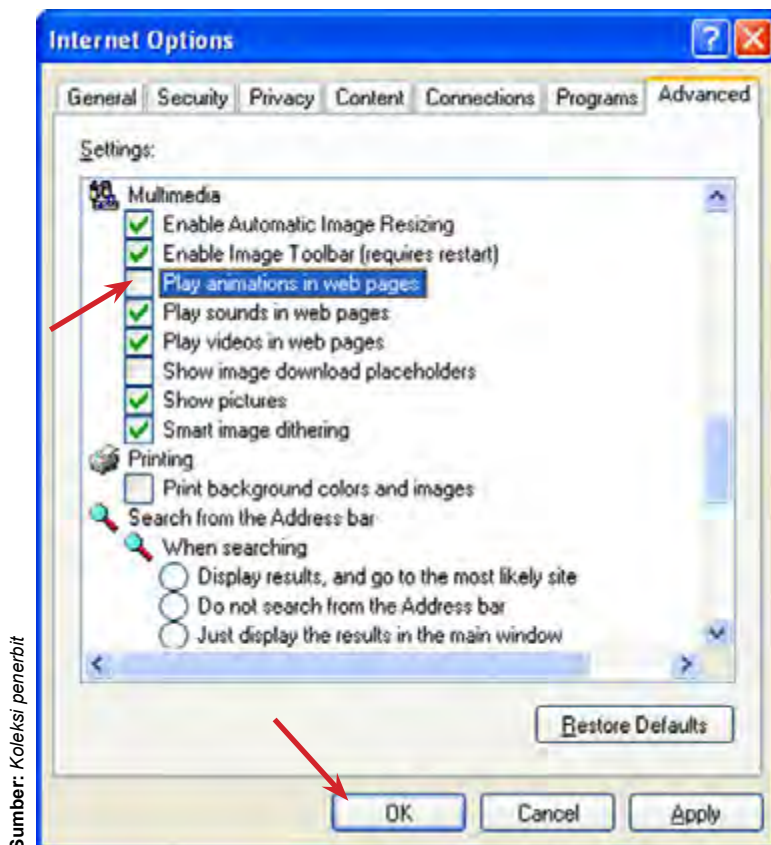 Internet Options
General Security Privacy Content Connections Programs Advanced
Settings:
Multimedia
Enable Automatic Image Resizing
Enable Image Toolbar (requires restart)
Play animations in web pages
Play sounds in web pages
Play videos in web pages
Show image download placeholders
Show pictures
Smart image dithering
Printing
Print background colors and images
Search from the Address bar
When searching
Display results, and go to the most likely site
Do not search from the Address bar
Just display the results in the main window
Restore Defaults
OK Cancel Apply
Sumber: Koleksi penerbit